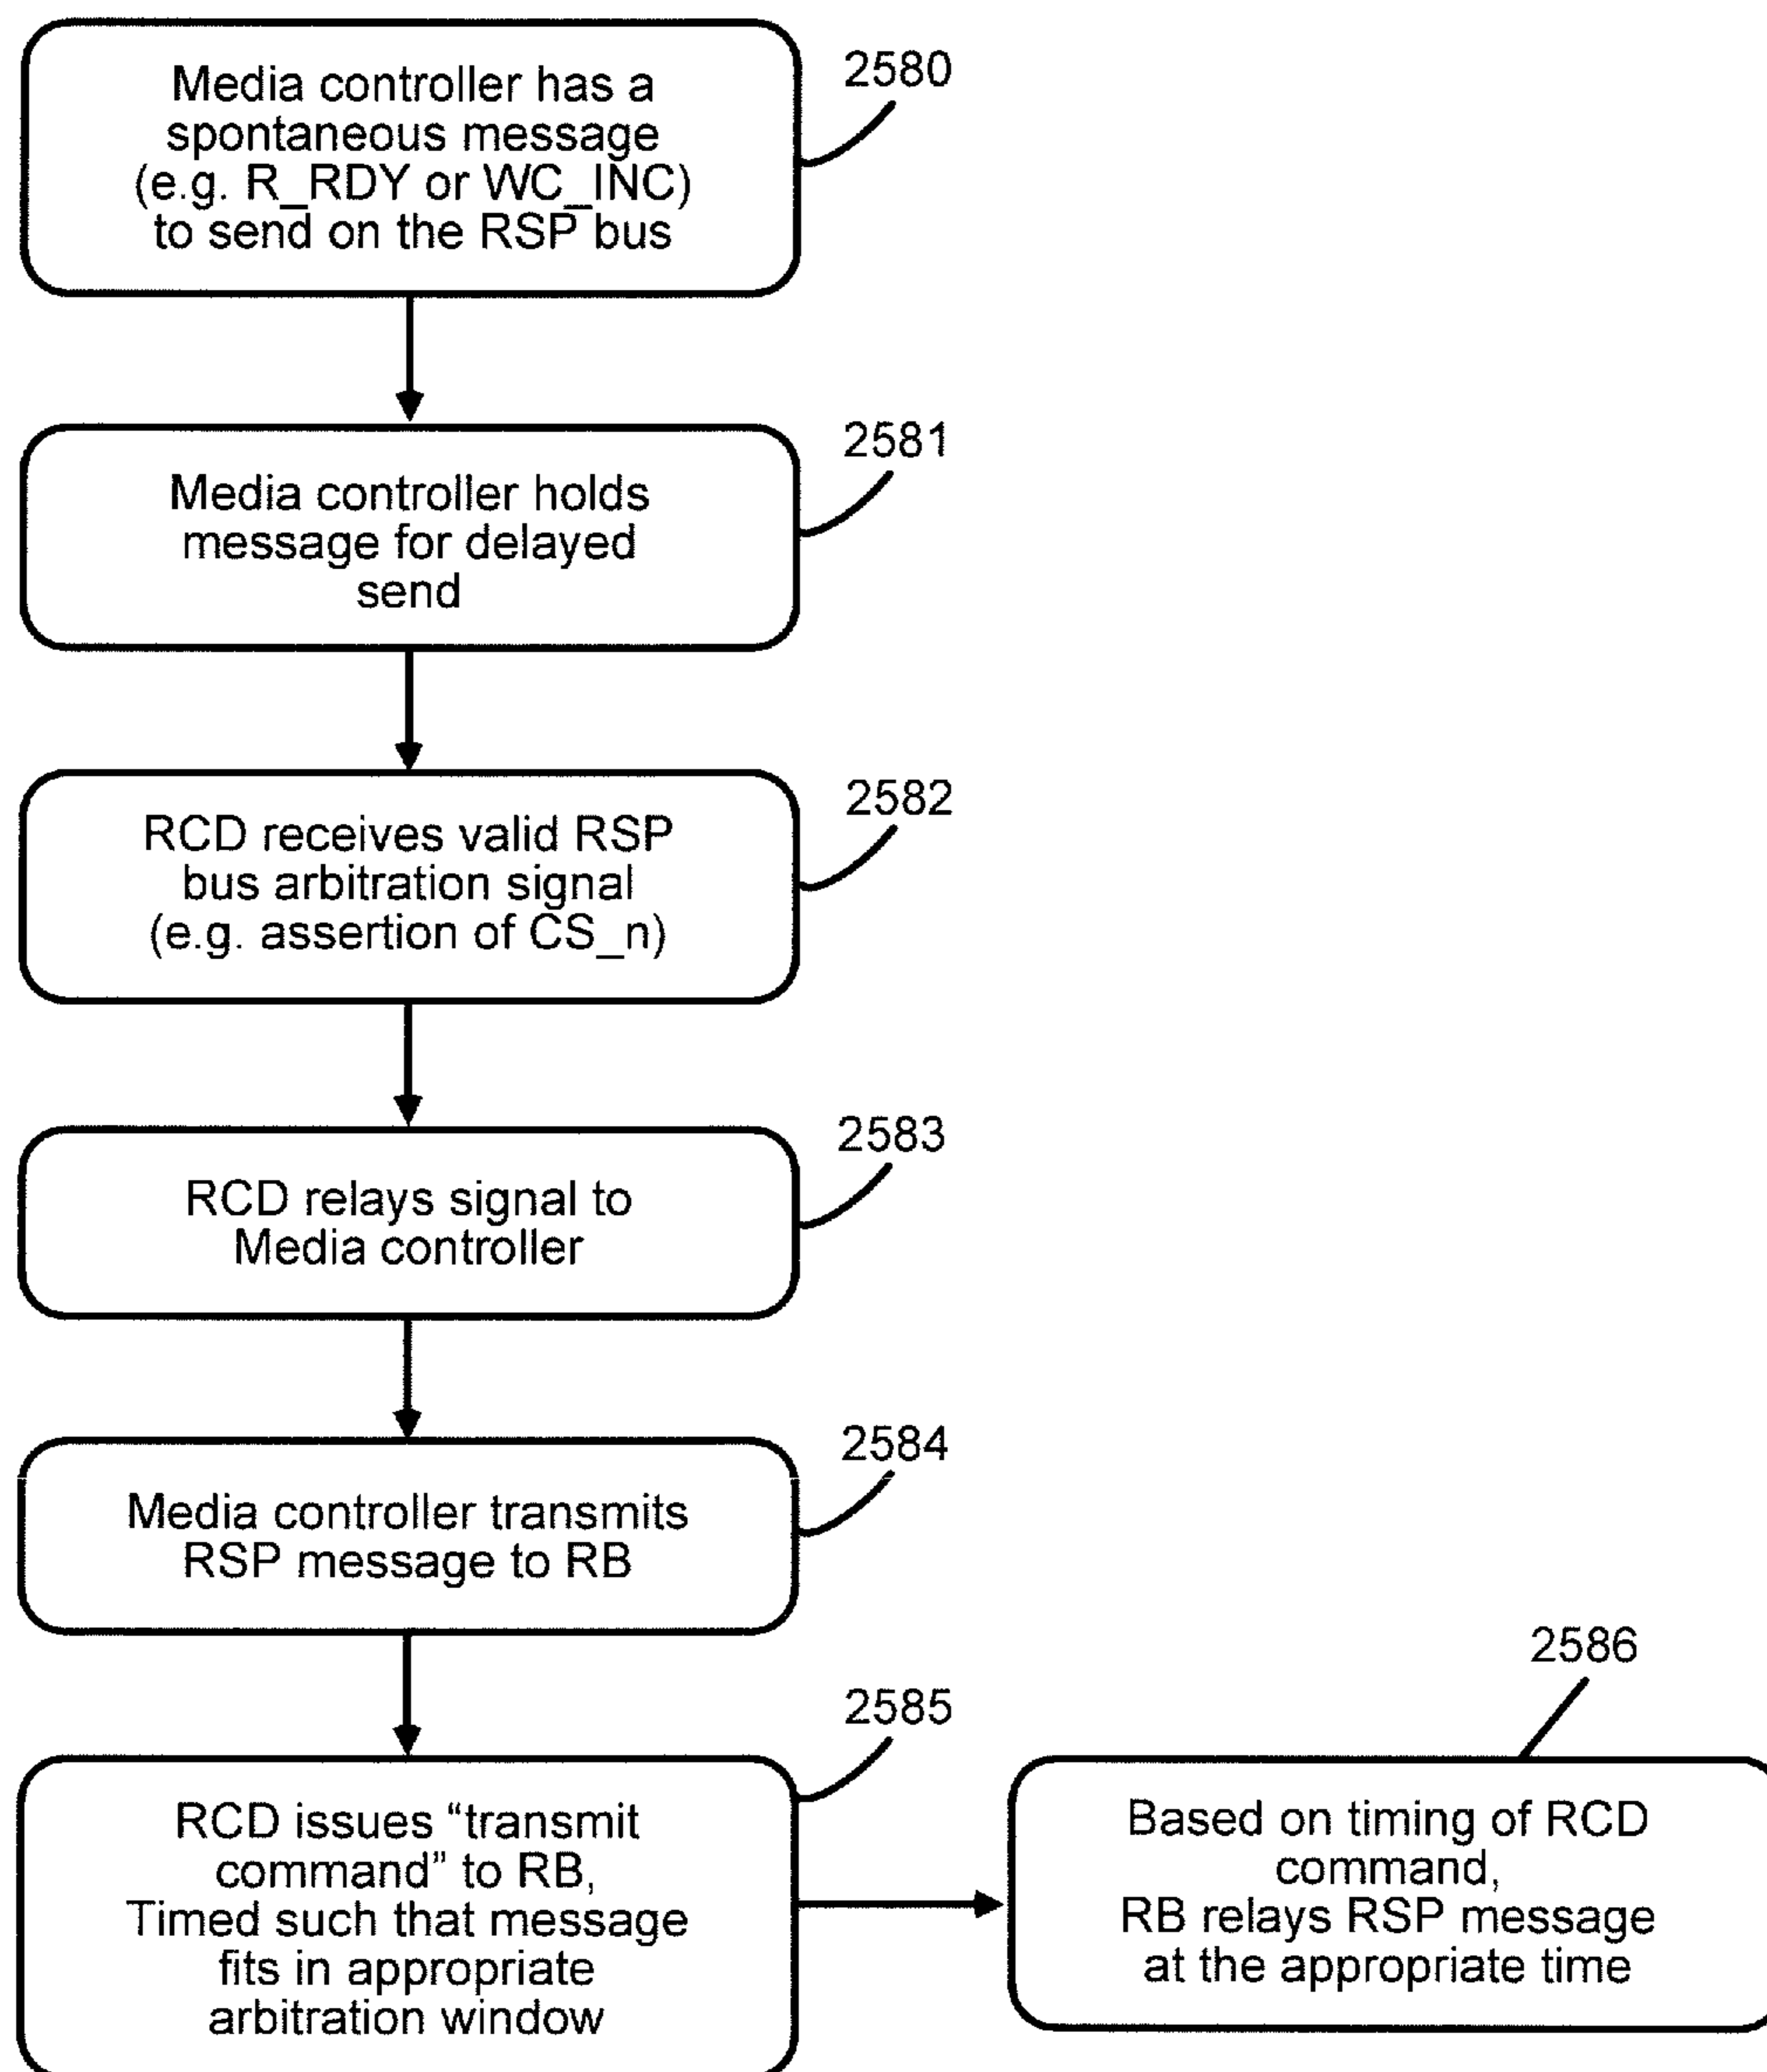 Media controller has a
spontaneous message
(e.g. R_RDY or WC_INC)
to send on the RSP bus
2580
Media controller holds
message for delayed
send
2581
RCD receives valid RSP
bus arbitration signal
(e.g. assertion of CS_n)
2582
RCD relays signal to
Media controller
2583
Media controller transmits
RSP message to RB
2584
RCD issues “transmit
command” to RB,
Timed such that message
fits in appropriate
arbitration window
2585
Based on timing of RCD
command,
RB relays RSP message
at the appropriate time
2586